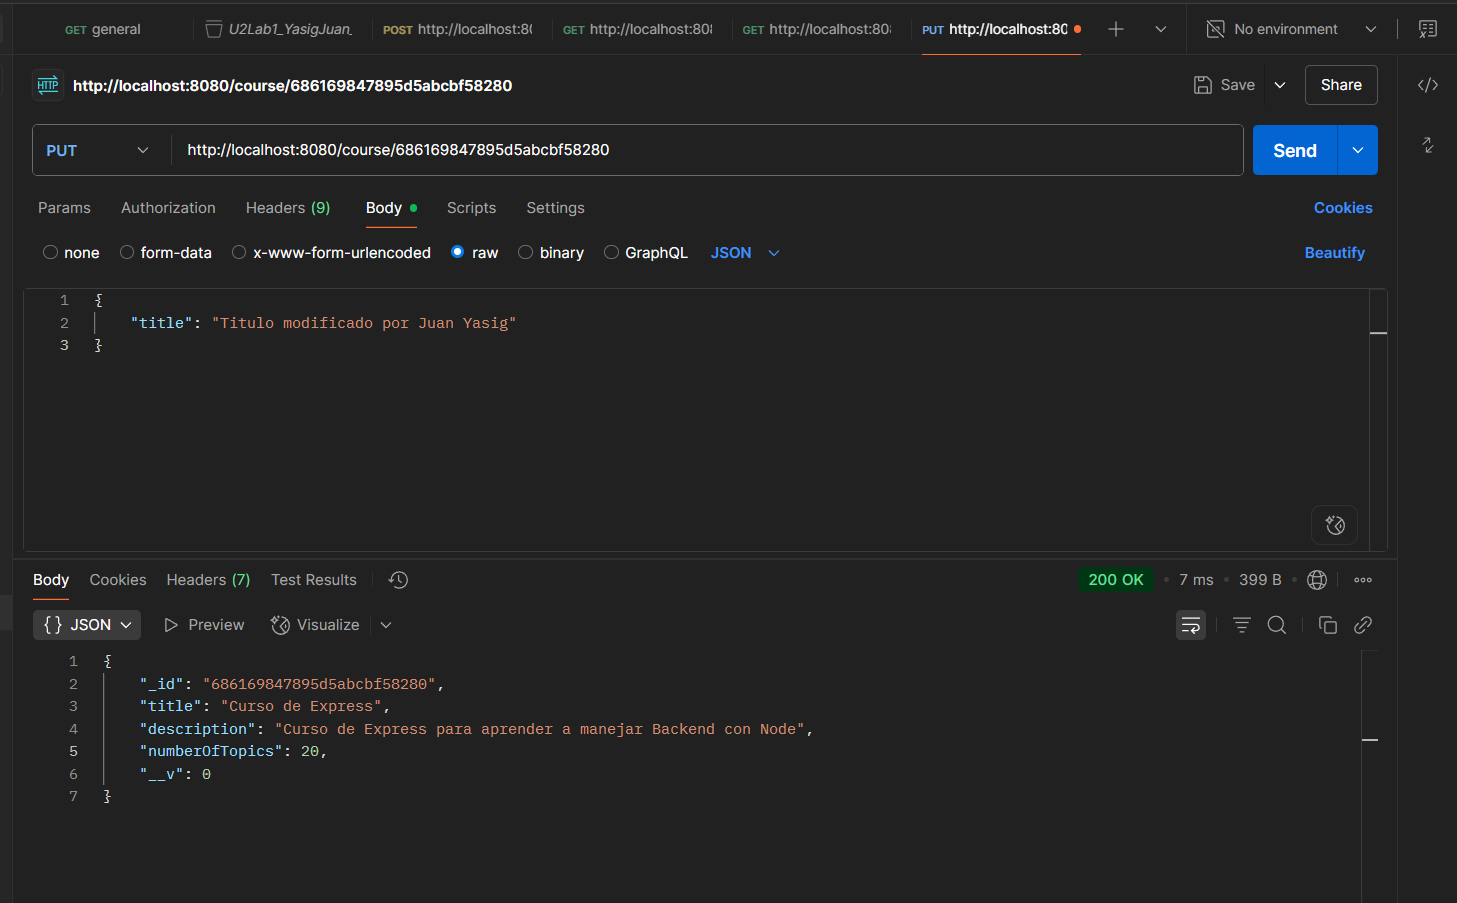 GET general
U2Lab1_YasigJuan_
POST http://localhost:80
GET http://localhost:808
GET http://localhost:808
PUT http://localhost:80
No environment
HTTP http://localhost:8080/course/686169847895d5abcbf58280
Save
Share
PUT
http://localhost:8080/course/686169847895d5abcbf58280
Send
Params Authorization Headers (9) Body Scripts Settings
Cookies
none form-data x-www-form-urlencoded raw binary GraphQL JSON
Beautify
1 {
2 "title": "Titulo modificado por Juan Yasig"
3 }
Body Cookies Headers (7) Test Results
200 OK • 7 ms • 399 B
{} JSON Preview Visualize
1 {
2 "_id": "686169847895d5abcbf58280",
3 "title": "Curso de Express",
4 "description": "Curso de Express para aprender a manejar Backend con Node",
5 "numberOfTopics": 20,
6 "__v": 0
7 }